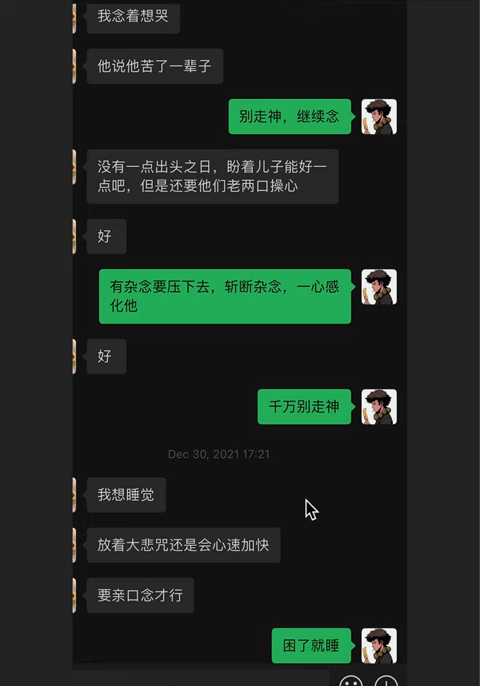 我念着想哭
他说他苦了一辈子
别走神，继续念
没有一点出头之日，盼着儿子能好一
点吧，但是还要他们老两口操心
好
有杂念要压下去，斩断杂念，一心感
化他
好
千万别走神
Dec 30, 2021 17:21
我想睡觉
放着大悲咒还是会心速加快
要亲口念才行
困了就睡